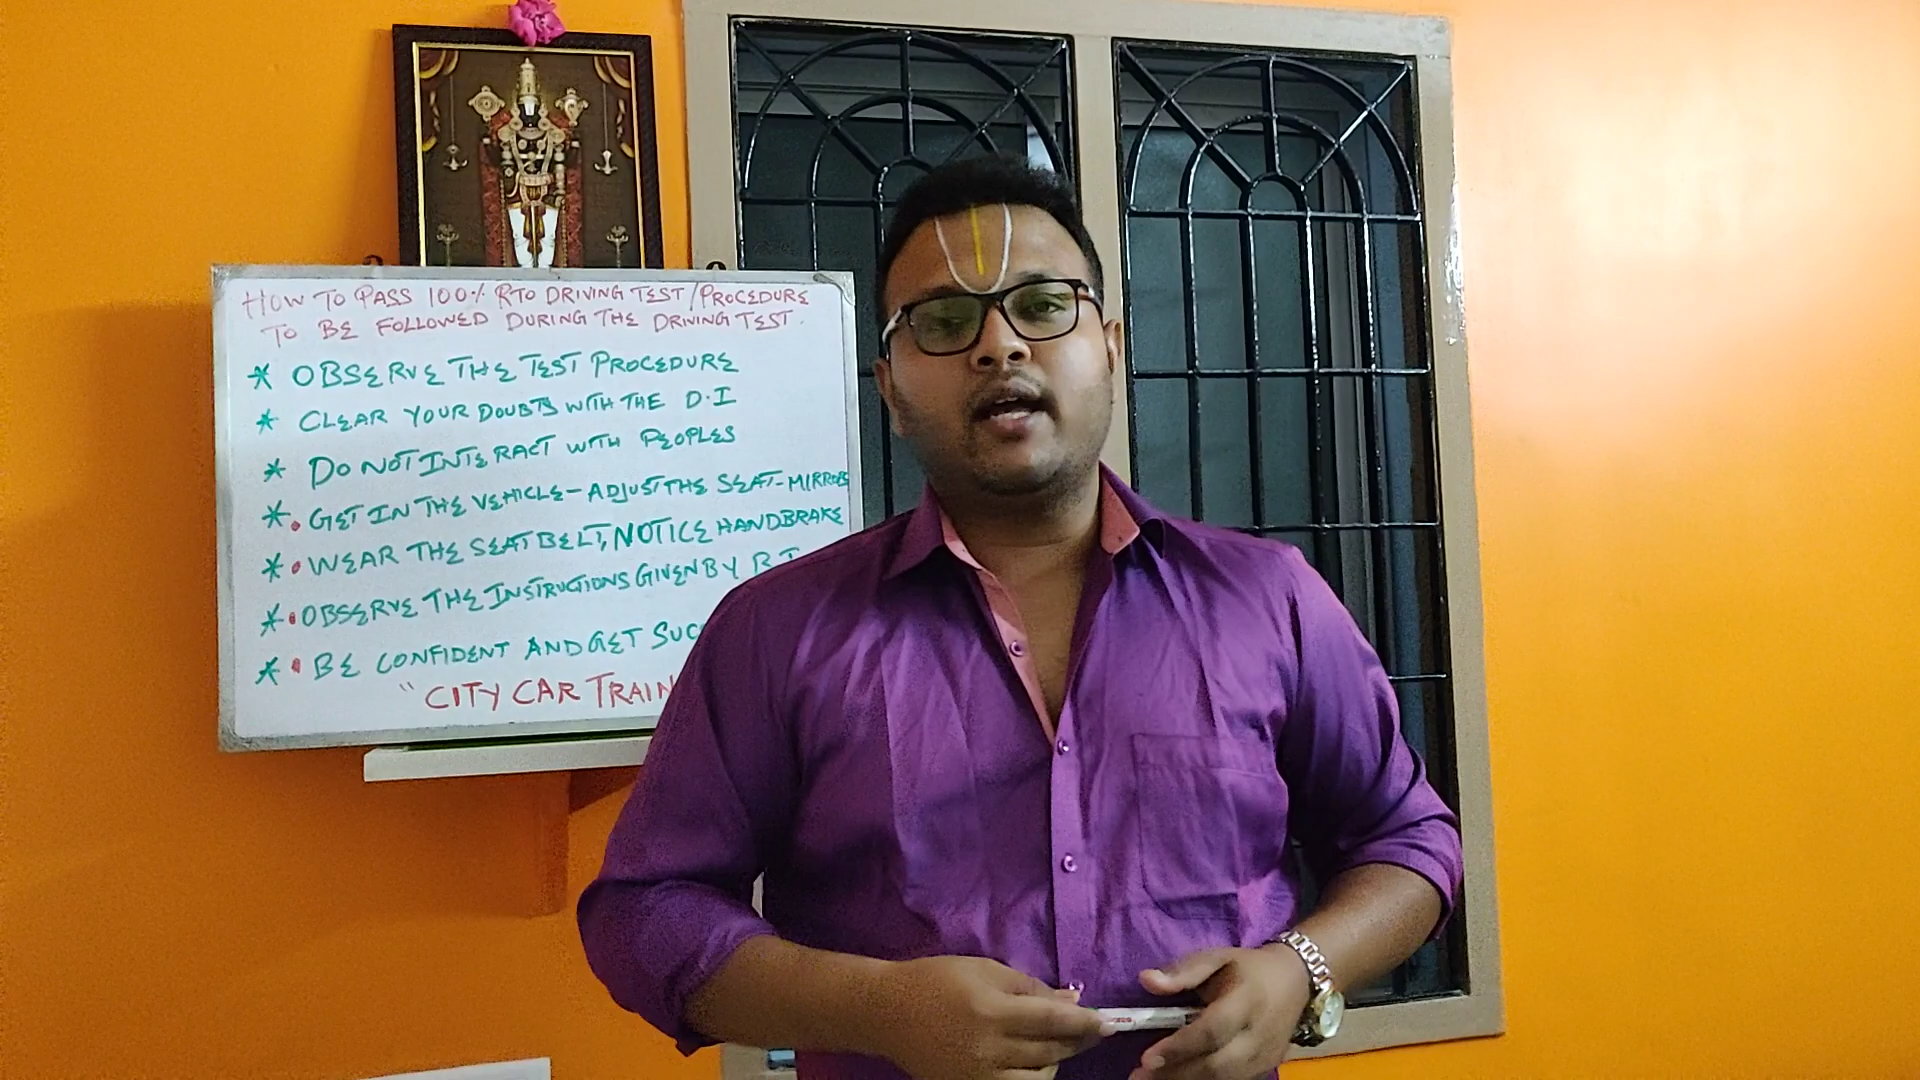 HOW TO PASS 100% RTO DRIVING TEST/PROCEDURE
TO BE FOLLOWED DURING THE DRIVING TEST.
* OBSERVE THE TEST PROCEDURE
* CLEAR YOUR DOUBTS WITH THE D.I
* DO NOT INTERACT WITH PEOPLES
* • GET IN THE VEHICLE - ADJUST THE SEAT - MIRRORS
* • WEAR THE SEAT BELT, NOTICE HANDBRAKE
* • OBSERVE THE INSTRUCTIONS GIVEN BY
* • BE CONFIDENT AND GET SUC
"CITY CAR TRAIN